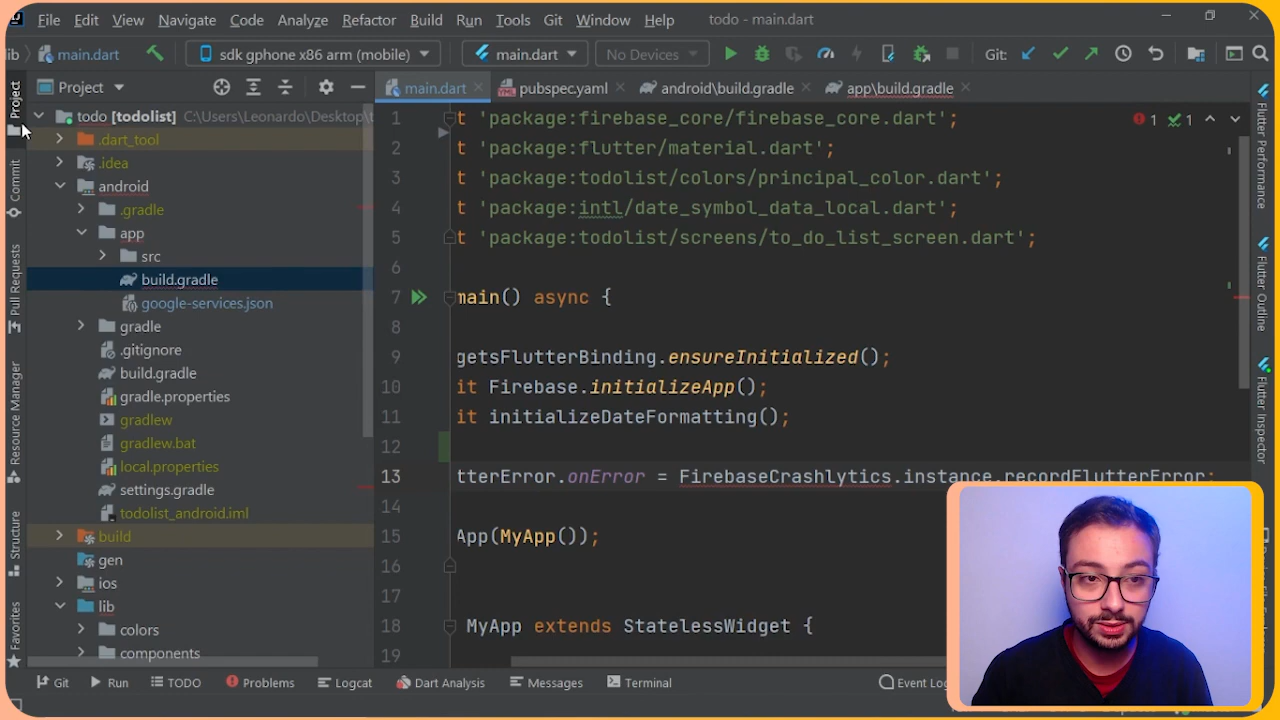 File Edit View Navigate Code Analyze Refactor Build Run Tools Git Window Help todo - main.dart
lib main.dart sdk gphone x86 arm (mobile) main.dart No Devices Git:
Project main.dart pubspec.yaml android\build.gradle app\build.gradle
Project
Commit
Pull Requests
Resource Manager
Structure
Favorites
todo [todolist] C:\Users\Leonardo\Desktop\t
.dart_tool
.idea
android
.gradle
app
src
build.gradle
google-services.json
gradle
.gitignore
build.gradle
gradle.properties
gradlew
gradlew.bat
local.properties
settings.gradle
todolist_android.iml
build
gen
ios
lib
colors
components
1 t 'package:firebase_core/firebase_core.dart';
2 t 'package:flutter/material.dart';
3 t 'package:todolist/colors/principal_color.dart';
4 t 'package:intl/date_symbol_data_local.dart';
5 t 'package:todolist/screens/to_do_list_screen.dart';
6
7 main() async {
8
9 getsFlutterBinding.ensureInitialized();
10 it Firebase.initializeApp();
11 it initializeDateFormatting();
12
13 tterError.onError = FirebaseCrashlytics.instance.recordFlutterError;
14
15 App(MyApp());
16
17
18 MyApp extends StatelessWidget {
19
1 1
Flutter Performance
Flutter Outline
Flutter Inspector
Git Run TODO Problems Logcat Dart Analysis Messages Terminal Event Log